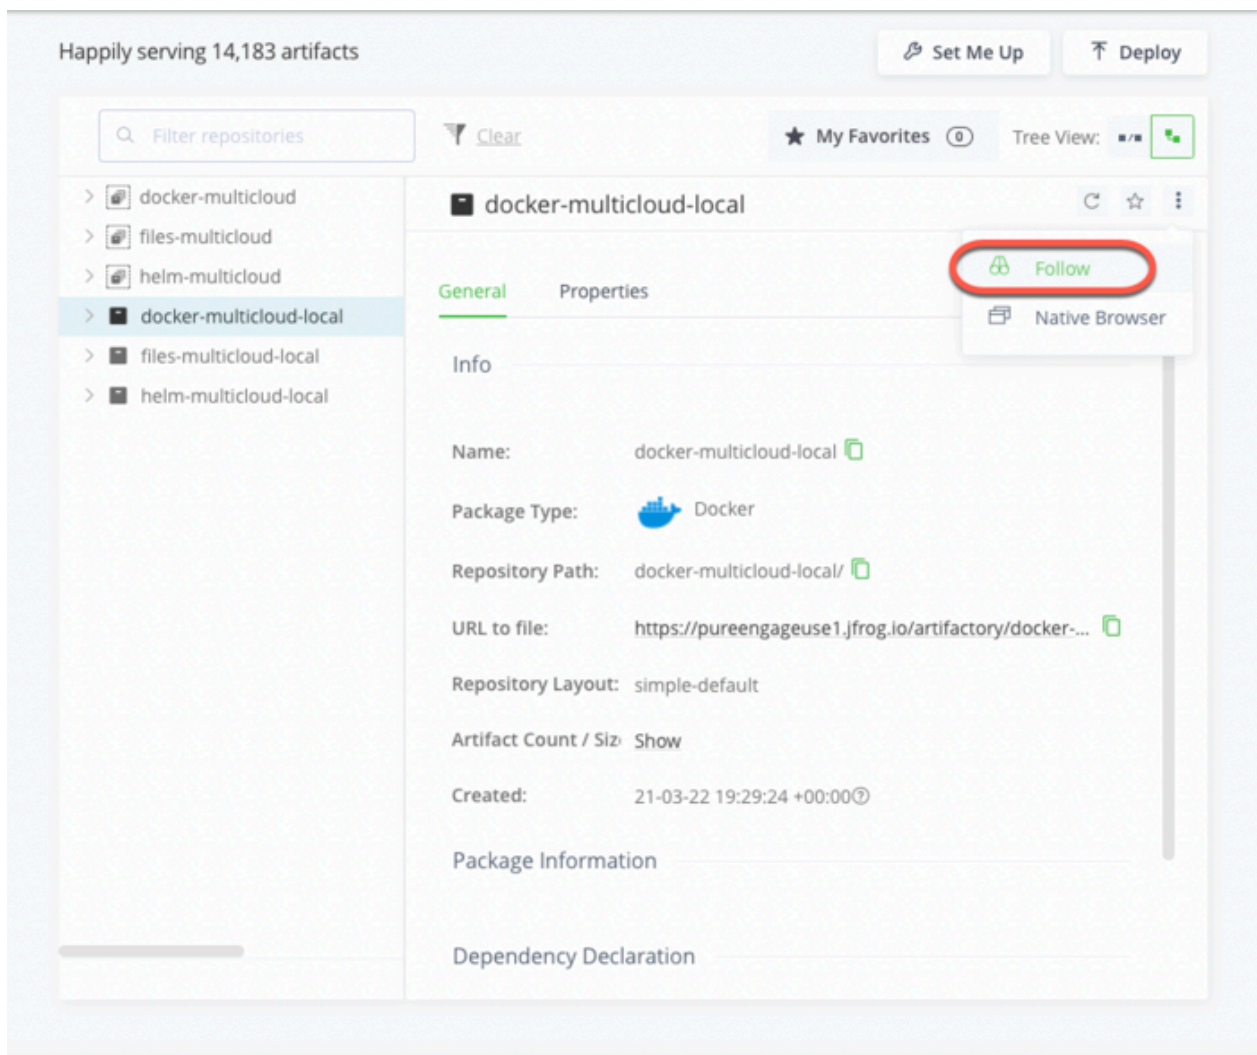 Happily serving 14,183 artifacts
Set Me Up
Deploy
Filter repositories
Clear
My Favorites 0
Tree View:
docker-multicloud
files-multicloud
helm-multicloud
docker-multicloud-local
files-multicloud-local
helm-multicloud-local
docker-multicloud-local
Follow
Native Browser
General Properties
Info
Name: docker-multicloud-local
Package Type: Docker
Repository Path: docker-multicloud-local/
URL to file: https://pureengageuse1.jfrog.io/artifactory/docker-...
Repository Layout: simple-default
Artifact Count / Siz Show
Created: 21-03-22 19:29:24 +00:00
Package Information
Dependency Declaration